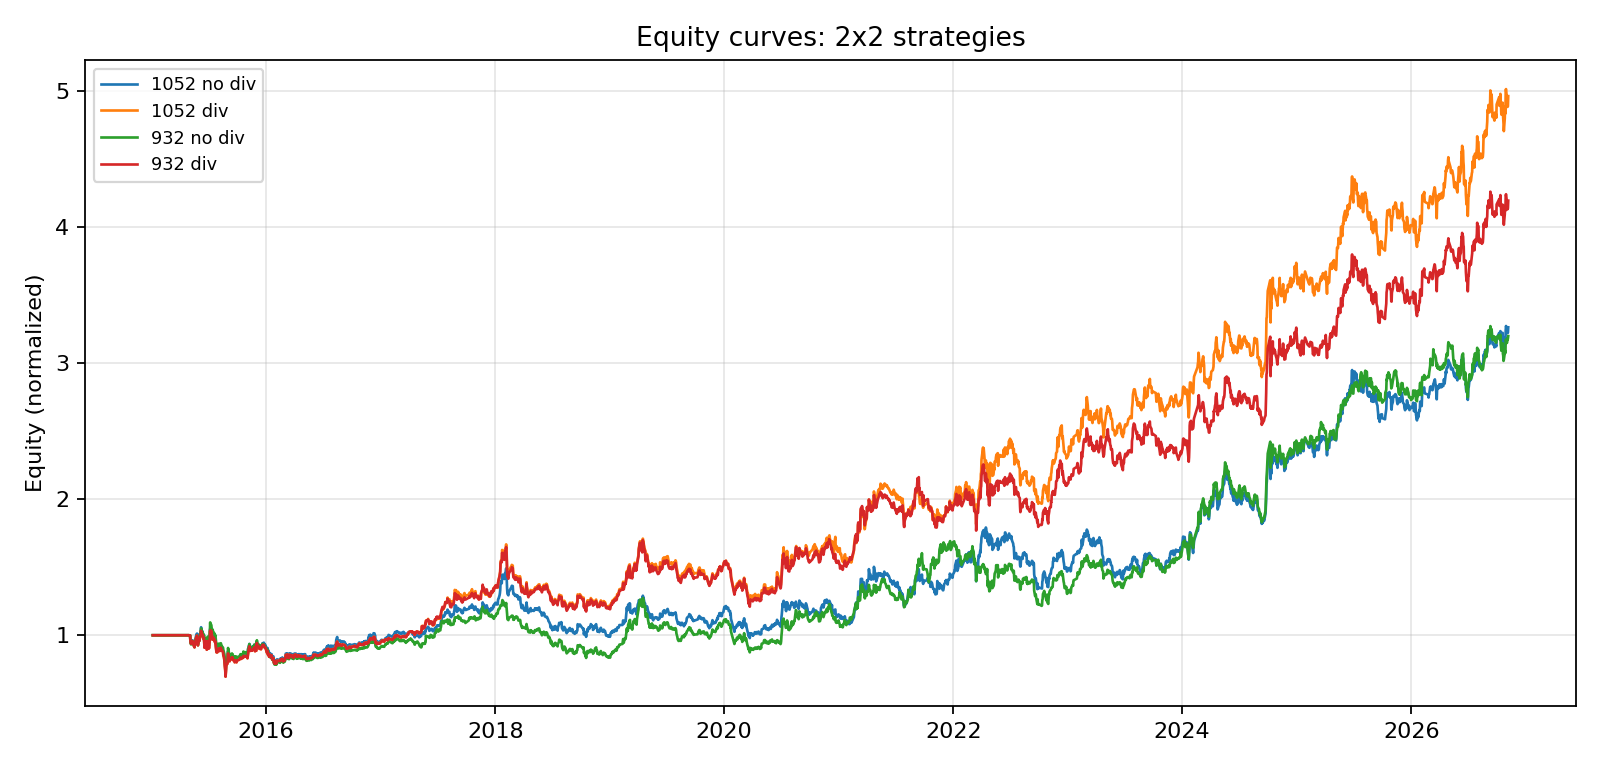 Equity curves: 2x2 strategies
1052 no div
1052 div
932 no div
932 div
Equity (normalized)
5
4
3
2
1
2016 2018 2020 2022 2024 2026